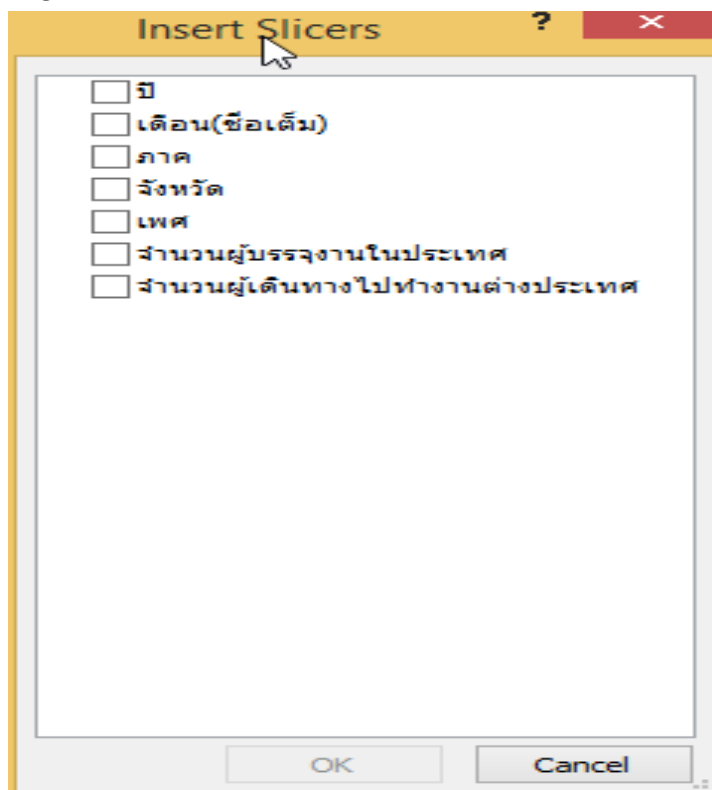 Insert Slicers ? ×
ปี
เดือน(ชื่อเต็ม)
ภาค
จังหวัด
เพศ
จำนวนผู้บรรจุงานในประเทศ
จำนวนผู้เดินทางไปทำงานต่างประเทศ
OK Cancel